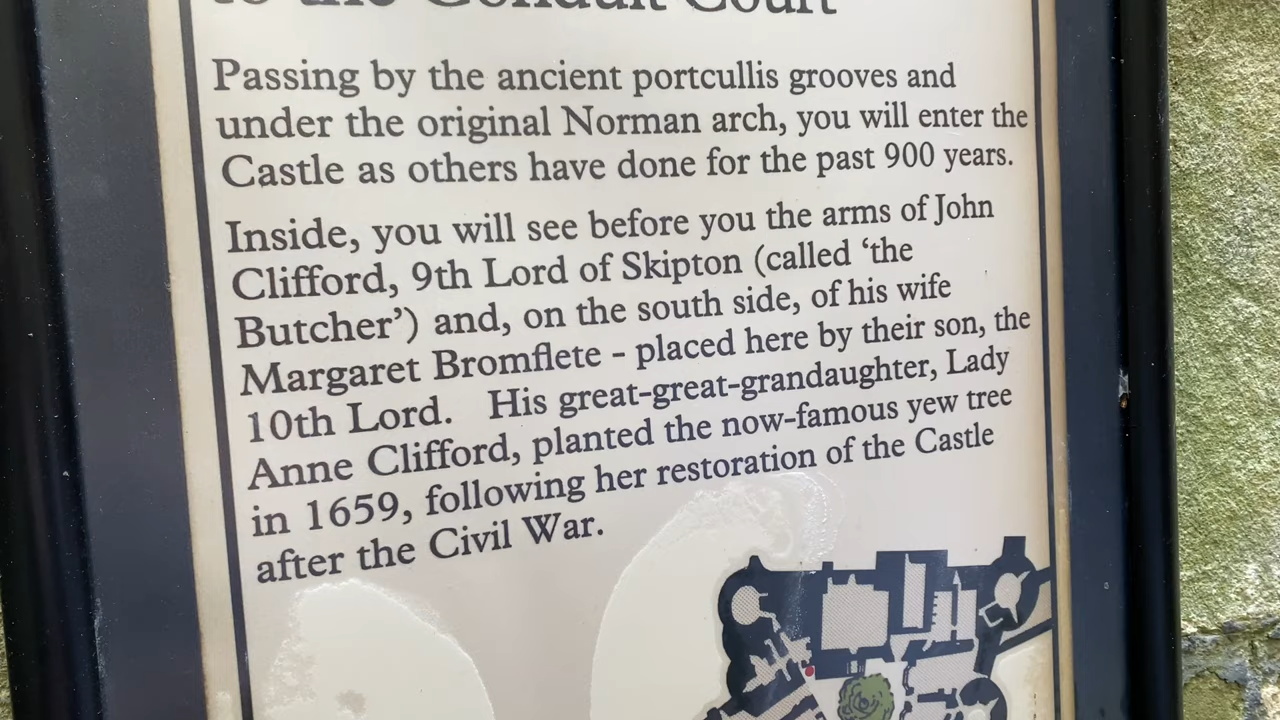 to the Conduit Court
Passing by the ancient portcullis grooves and
under the original Norman arch, you will enter the
Castle as others have done for the past 900 years.
Inside, you will see before you the arms of John
Clifford, 9th Lord of Skipton (called ‘the
Butcher’) and, on the south side, of his wife
Margaret Bromflete - placed here by their son, the
10th Lord. His great-great-grandaughter, Lady
Anne Clifford, planted the now-famous yew tree
in 1659, following her restoration of the Castle
after the Civil War.